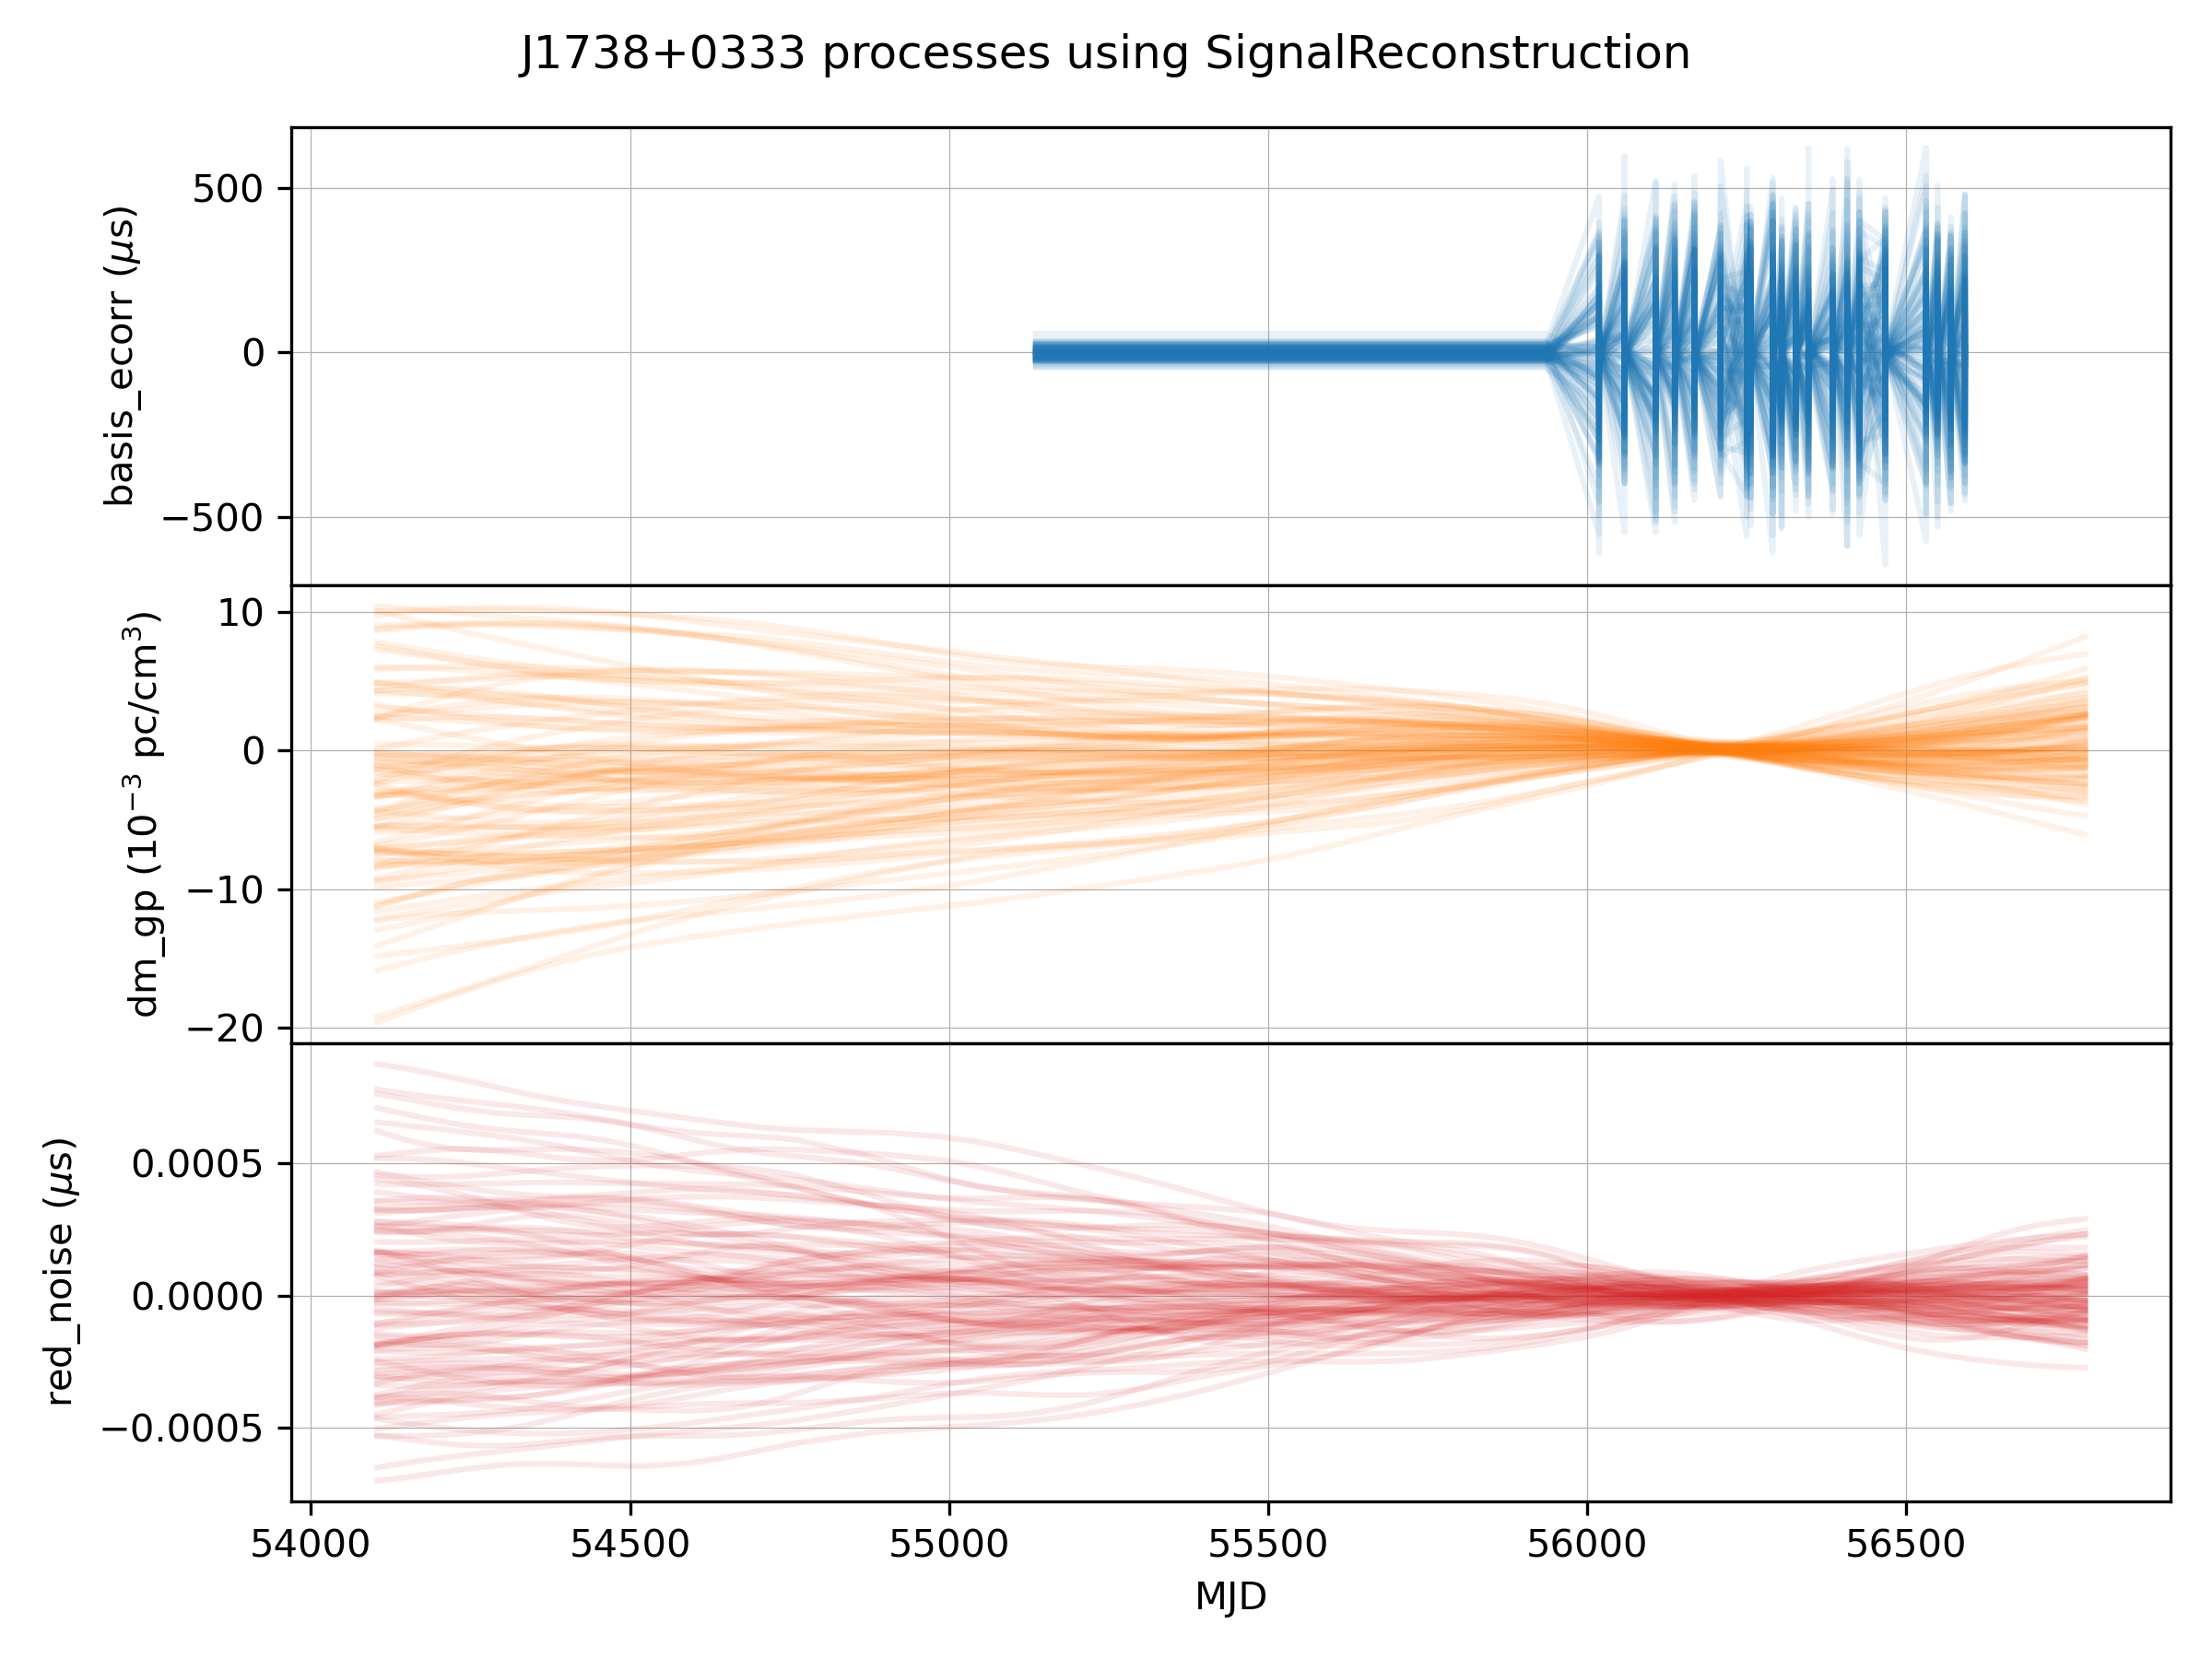 J1738+0333 processes using SignalReconstruction
basis_ecorr (μs)
500
0
−500
dm_gp (10⁻³ pc/cm³)
10
0
−10
−20
red_noise (μs)
0.0005
0.0000
−0.0005
54000 54500 55000 55500 56000 56500
MJD